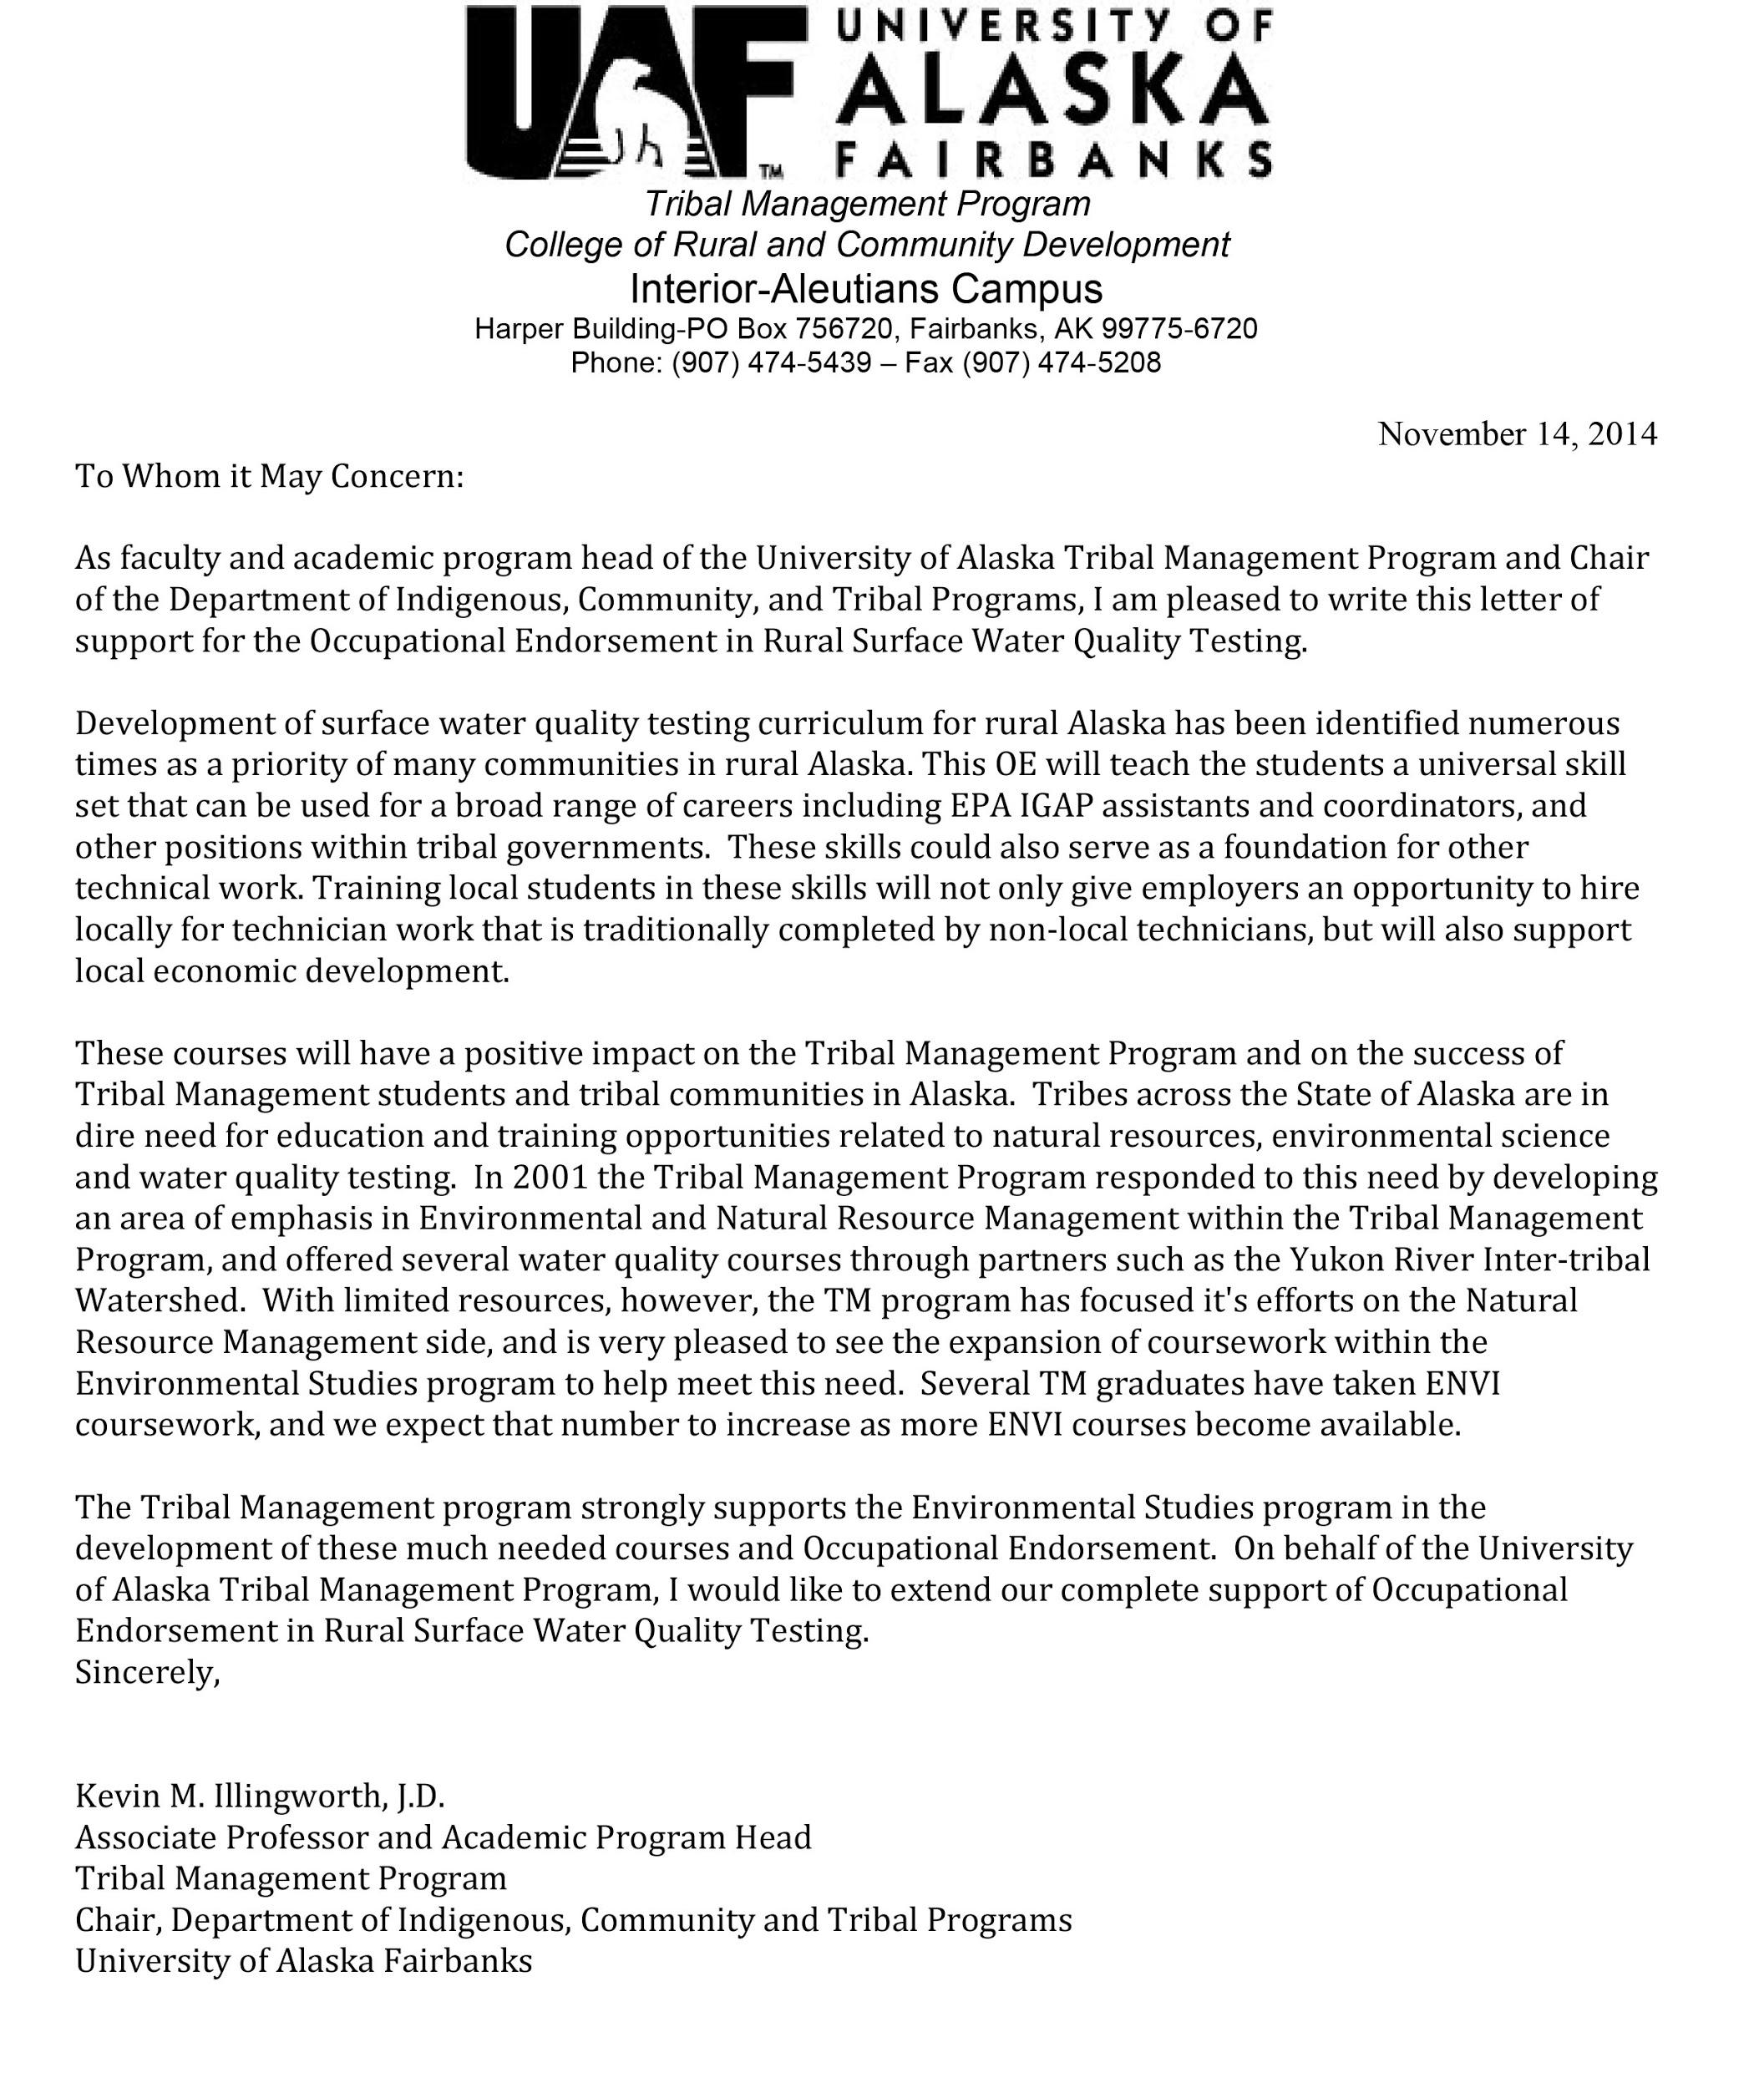 UAF UNIVERSITY OF
ALASKA
™ FAIRBANKS
Tribal Management Program
College of Rural and Community Development
Interior-Aleutians Campus
Harper Building-PO Box 756720, Fairbanks, AK 99775-6720
Phone: (907) 474-5439 – Fax (907) 474-5208
November 14, 2014
To Whom it May Concern:
As faculty and academic program head of the University of Alaska Tribal Management Program and Chair
of the Department of Indigenous, Community, and Tribal Programs, I am pleased to write this letter of
support for the Occupational Endorsement in Rural Surface Water Quality Testing.
Development of surface water quality testing curriculum for rural Alaska has been identified numerous
times as a priority of many communities in rural Alaska. This OE will teach the students a universal skill
set that can be used for a broad range of careers including EPA IGAP assistants and coordinators, and
other positions within tribal governments.  These skills could also serve as a foundation for other
technical work. Training local students in these skills will not only give employers an opportunity to hire
locally for technician work that is traditionally completed by non-local technicians, but will also support
local economic development.
These courses will have a positive impact on the Tribal Management Program and on the success of
Tribal Management students and tribal communities in Alaska.  Tribes across the State of Alaska are in
dire need for education and training opportunities related to natural resources, environmental science
and water quality testing.  In 2001 the Tribal Management Program responded to this need by developing
an area of emphasis in Environmental and Natural Resource Management within the Tribal Management
Program, and offered several water quality courses through partners such as the Yukon River Inter-tribal
Watershed.  With limited resources, however, the TM program has focused it's efforts on the Natural
Resource Management side, and is very pleased to see the expansion of coursework within the
Environmental Studies program to help meet this need.  Several TM graduates have taken ENVI
coursework, and we expect that number to increase as more ENVI courses become available.
The Tribal Management program strongly supports the Environmental Studies program in the
development of these much needed courses and Occupational Endorsement.  On behalf of the University
of Alaska Tribal Management Program, I would like to extend our complete support of Occupational
Endorsement in Rural Surface Water Quality Testing.
Sincerely,
Kevin M. Illingworth, J.D.
Associate Professor and Academic Program Head
Tribal Management Program
Chair, Department of Indigenous, Community and Tribal Programs
University of Alaska Fairbanks